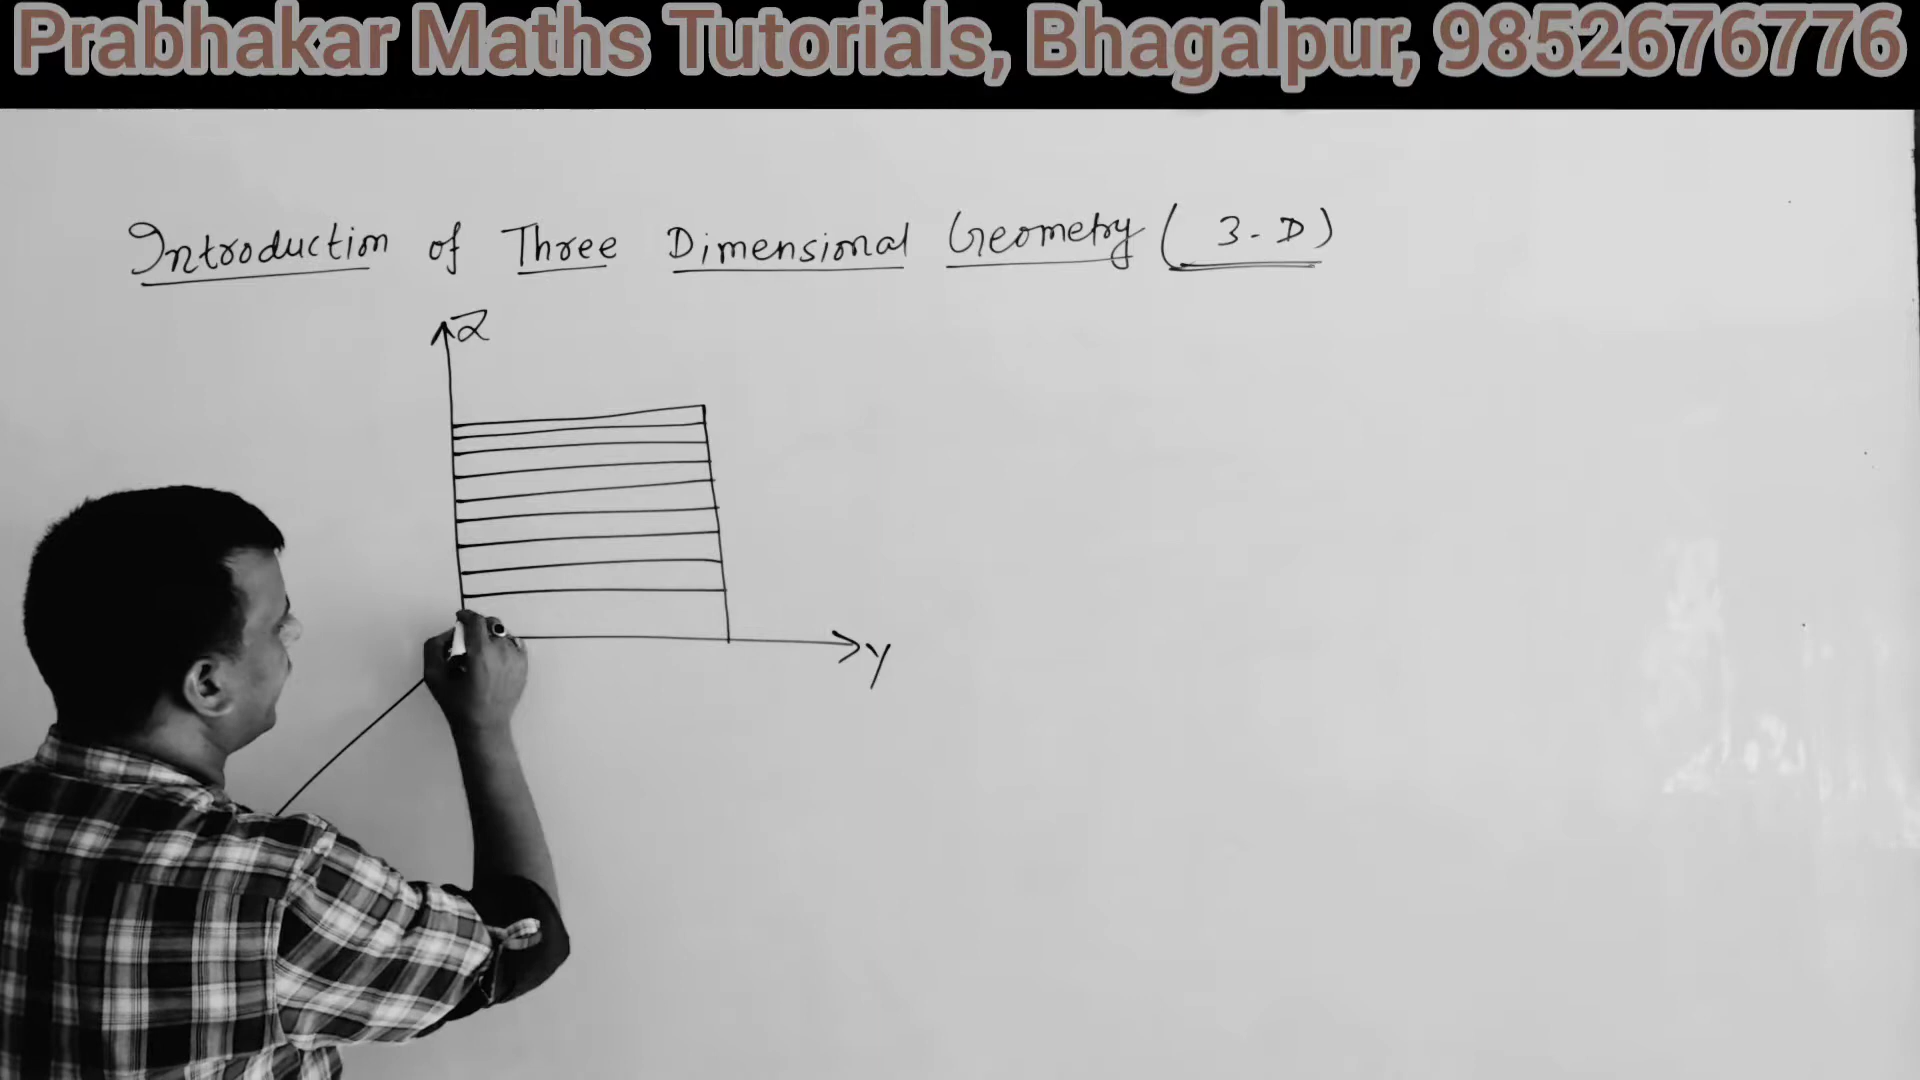 Prabhakar Maths Tutorials, Bhagalpur, 9852676776
Introduction of Three Dimensional Geometry ( 3-D)
Z
Y